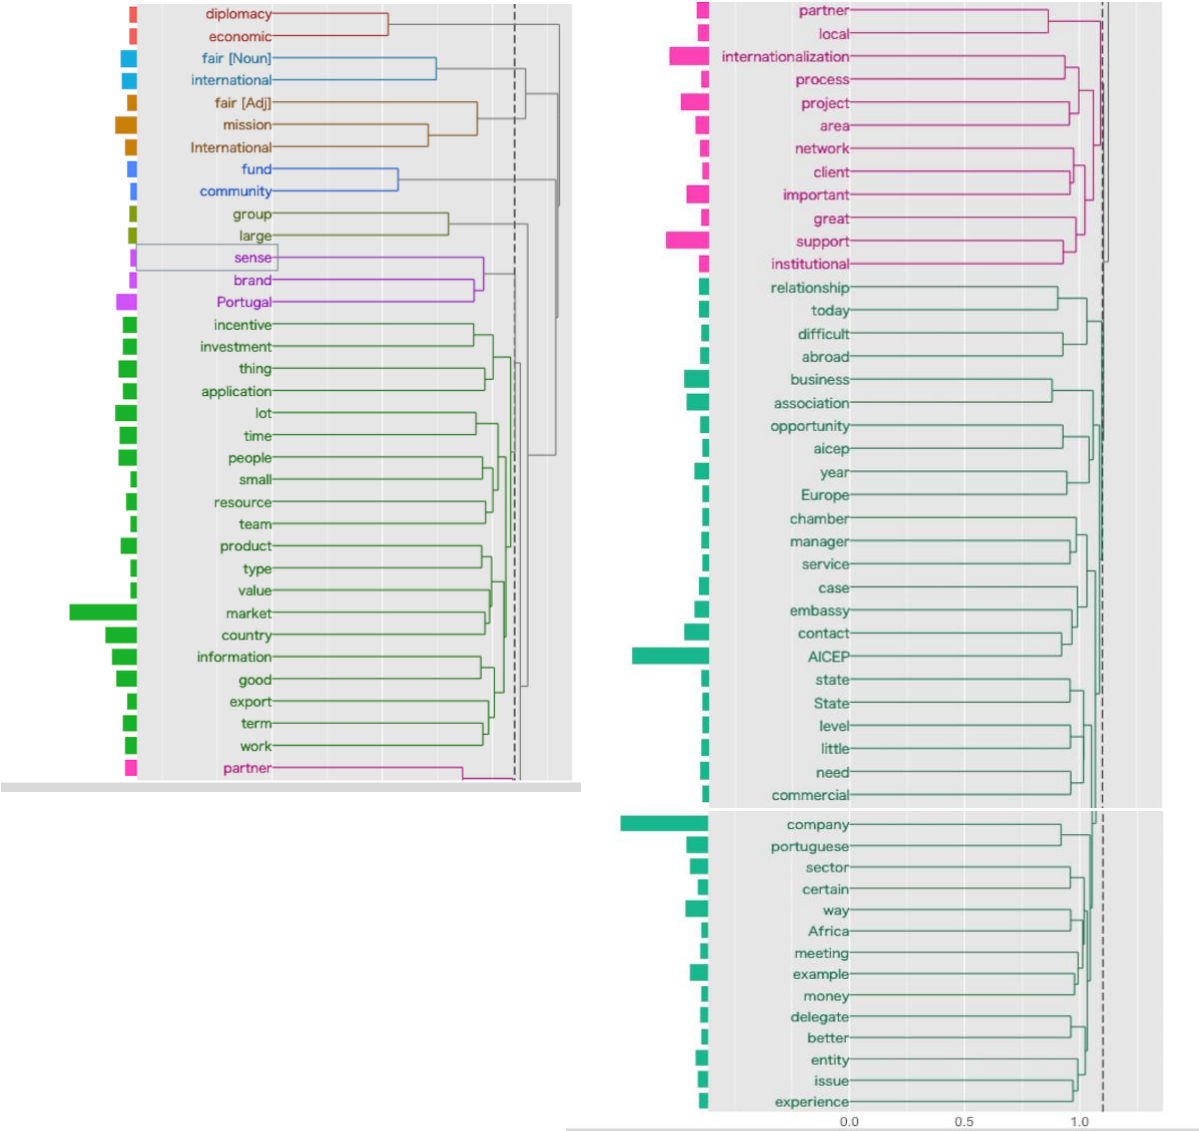 diplomacy
economic
fair [Noun]
international
fair [Adj]
mission
International
fund
community
group
large
sense
brand
Portugal
incentive
investment
thing
application
lot
time
people
small
resource
team
product
type
value
market
country
information
good
export
term
work
partner
partner
local
internationalization
process
project
area
network
client
important
great
support
institutional
relationship
today
difficult
abroad
business
association
opportunity
aicep
year
Europe
chamber
manager
service
case
embassy
contact
AICEP
state
State
level
little
need
commercial
company
portuguese
sector
certain
way
Africa
meeting
example
money
delegate
better
entity
issue
experience
0.0 0.5 1.0